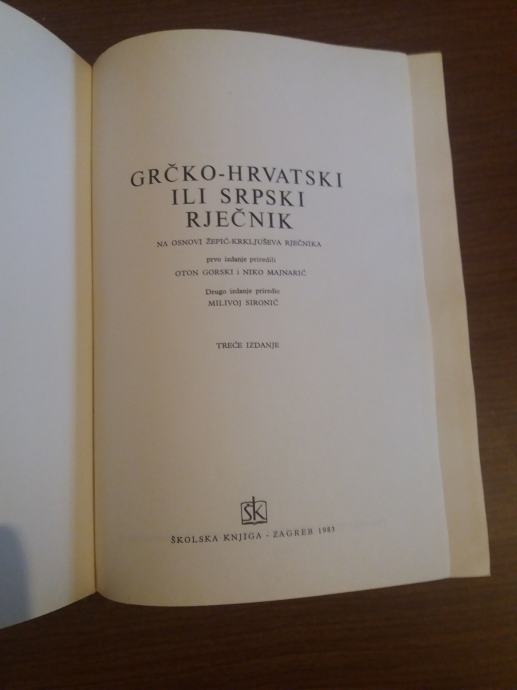 GRČKO-HRVATSKI
ILI SRPSKI
RJEČNIK
NA OSNOVI ŽEPIĆ-KRKLJUŠEVA RJEČNIKA
prvo izdanje priredili
OTON GORSKI i NIKO MAJNARIĆ
Drugo izdanje priredio
MILIVOJ SIRONIĆ
TREĆE IZDANJE
šk
ŠKOLSKA KNJIGA - ZAGREB 1983